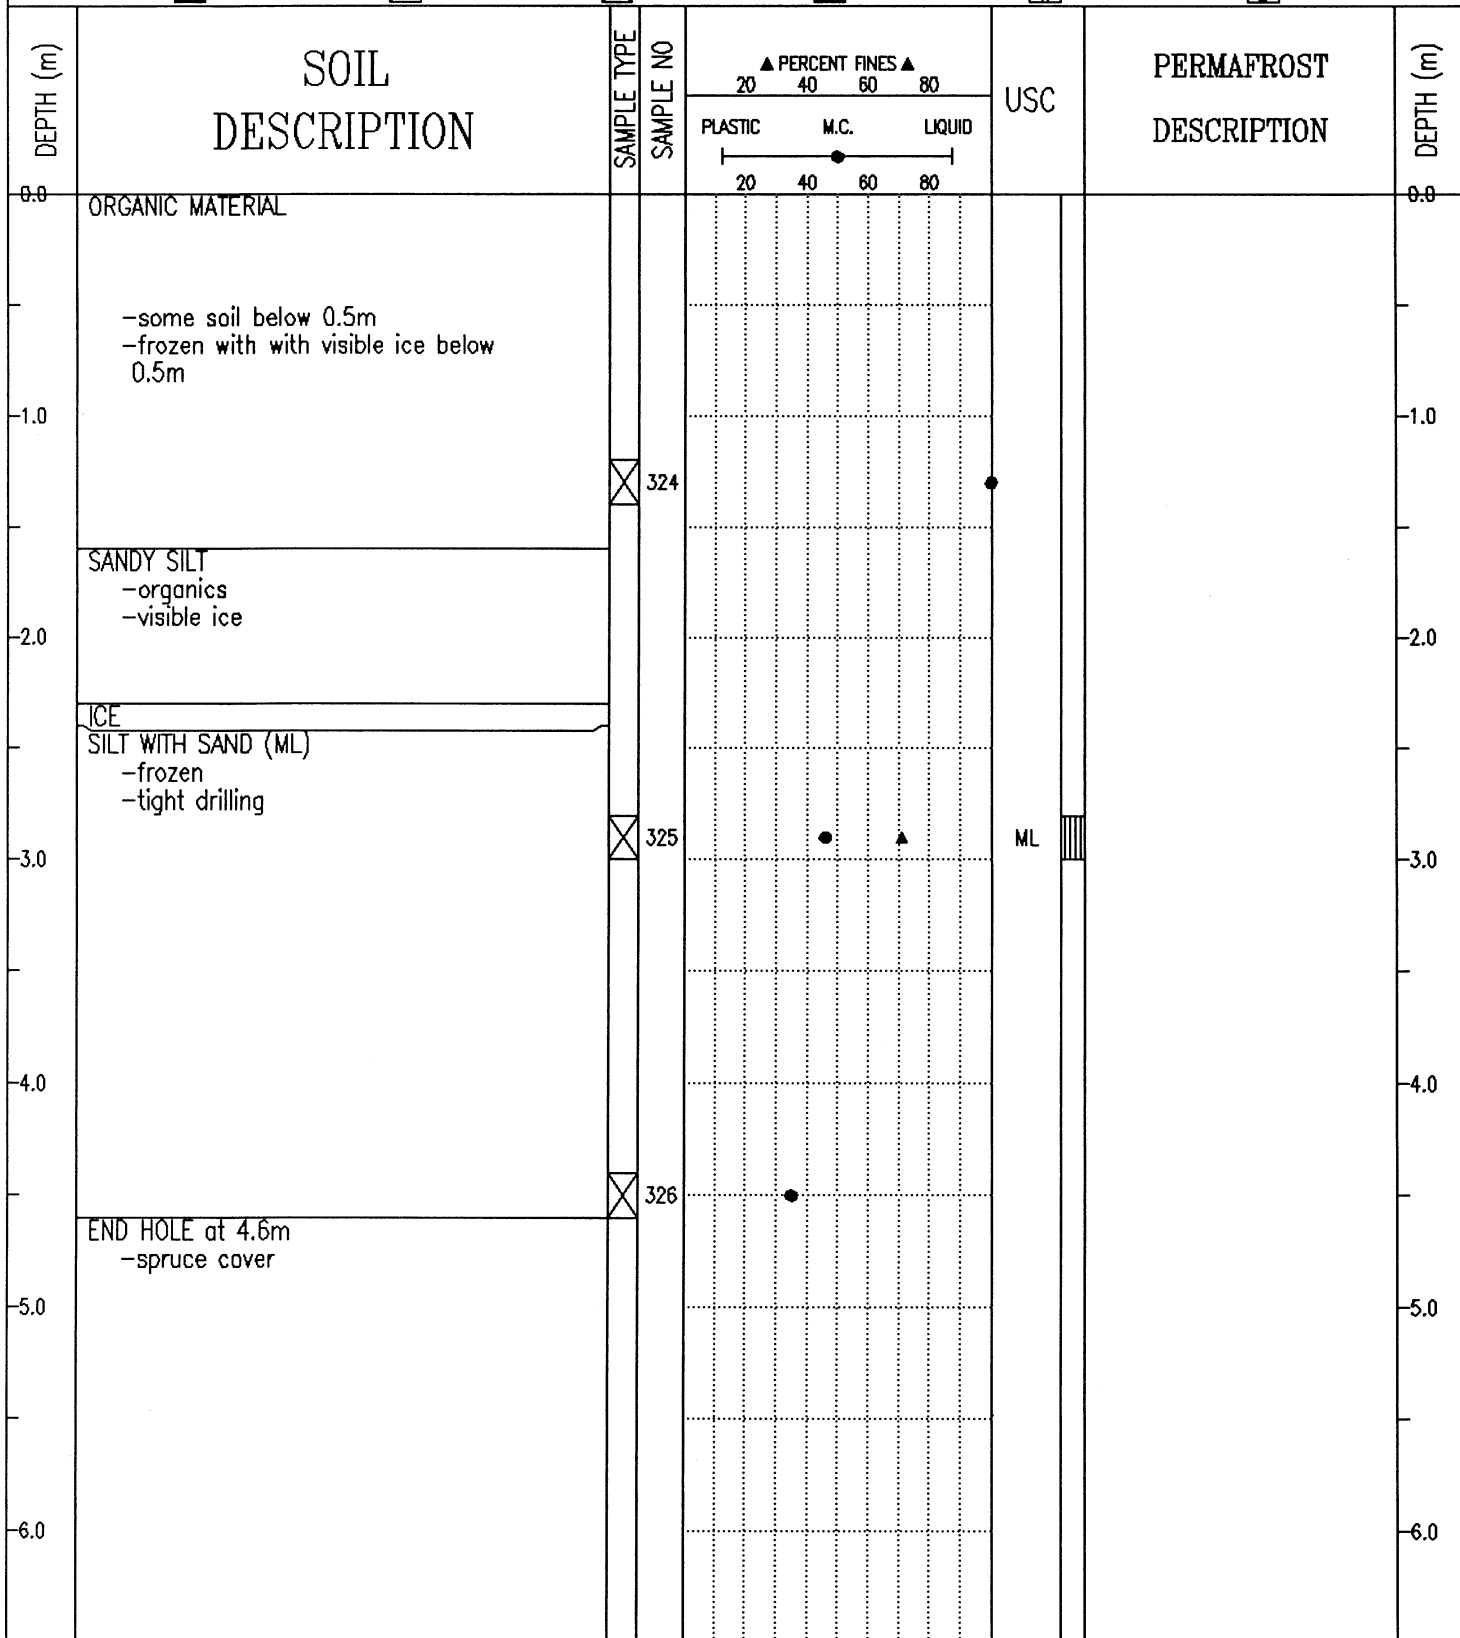 DEPTH (m)
SOIL
DESCRIPTION
SAMPLE TYPE
SAMPLE NO
▲ PERCENT FINES ▲
20 40 60 80
PLASTIC M.C. LIQUID
20 40 60 80
USC
PERMAFROST
DESCRIPTION
DEPTH (m)
0.0
0.0
ORGANIC MATERIAL
-some soil below 0.5m
-frozen with with visible ice below
0.5m
1.0
1.0
324
SANDY SILT
-organics
-visible ice
2.0
2.0
ICE
SILT WITH SAND (ML)
-frozen
-tight drilling
325
ML
3.0
3.0
4.0
4.0
326
END HOLE at 4.6m
-spruce cover
5.0
5.0
6.0
6.0